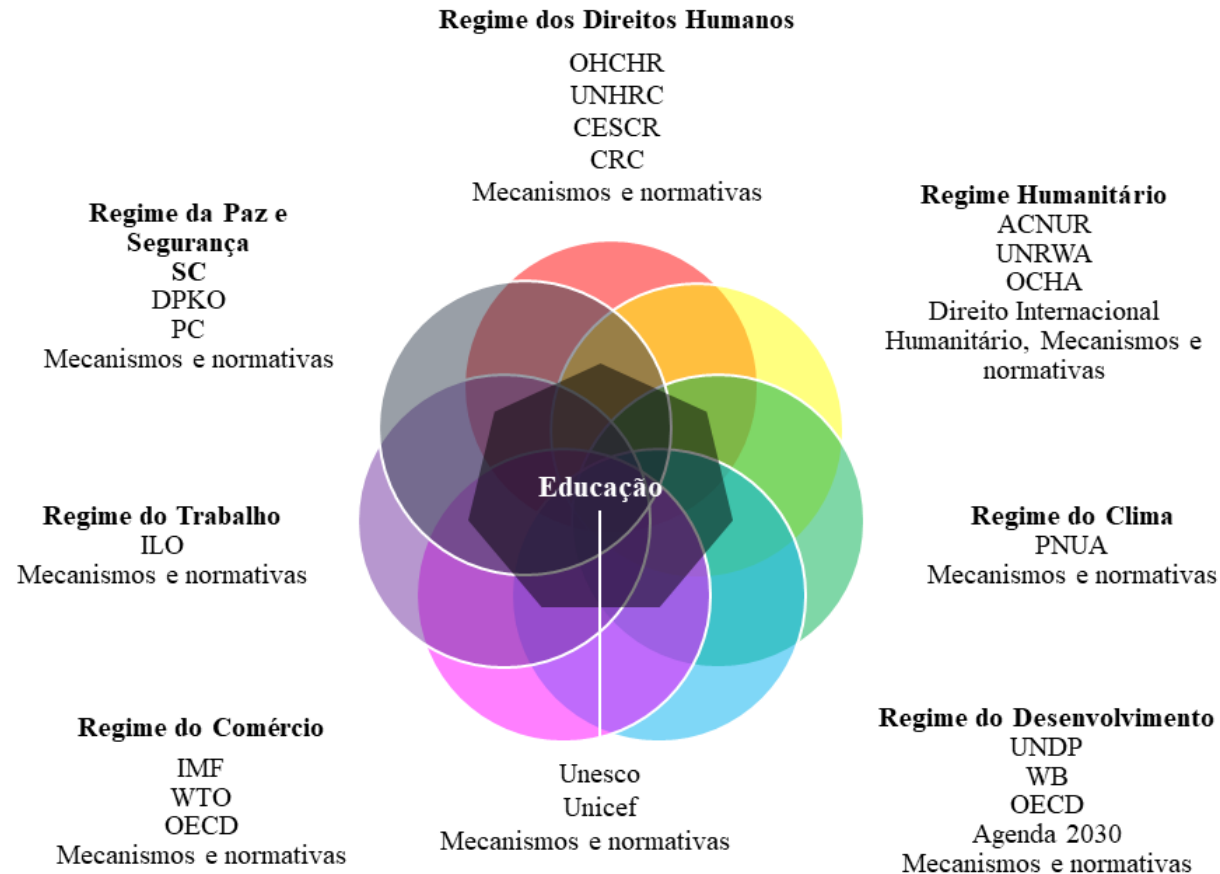 Regime dos Direitos Humanos
OHCHR
UNHRC
CESCR
CRC
Mecanismos e normativas
Regime da Paz e
Segurança
SC
DPKO
PC
Mecanismos e normativas
Regime Humanitário
ACNUR
UNRWA
OCHA
Direito Internacional
Humanitário, Mecanismos e
normativas
Educação
Regime do Trabalho
ILO
Mecanismos e normativas
Regime do Clima
PNUA
Mecanismos e normativas
Regime do Comércio
IMF
WTO
OECD
Mecanismos e normativas
Unesco
Unicef
Mecanismos e normativas
Regime do Desenvolvimento
UNDP
WB
OECD
Agenda 2030
Mecanismos e normativas